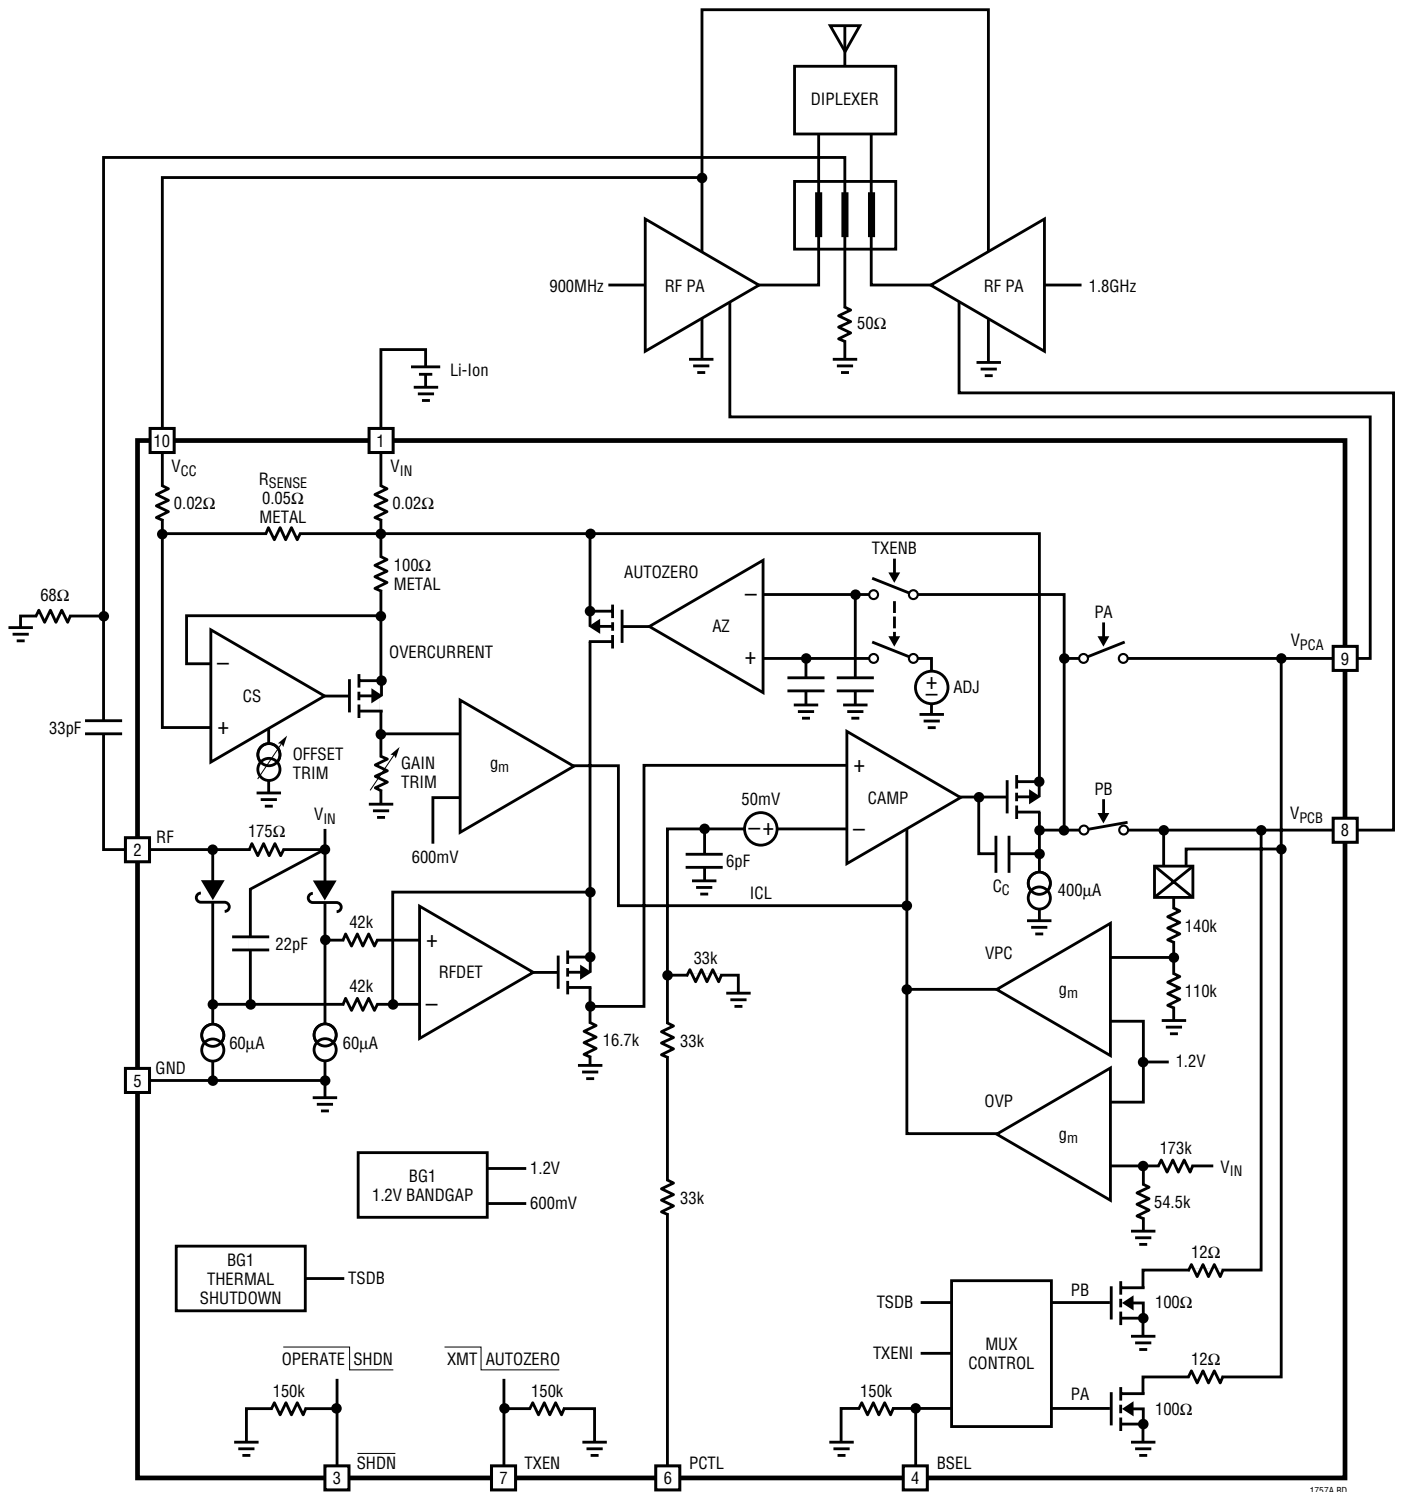 DIPLEXER
900MHz
RF PA
RF PA
1.8GHz
50Ω
Li-Ion
10
1
VCC
VIN
0.02Ω
RSENSE
0.05Ω
METAL
0.02Ω
100Ω
METAL
68Ω
AUTOZERO
TXENB
AZ
−
+
PA
VPCA
9
OVERCURRENT
−
CS
+
+
−
ADJ
33pF
OFFSET
TRIM
GAIN
TRIM
gm
600mV
50mV
−+
+
CAMP
−
PB
VPCB
8
VIN
2
RF
175Ω
6pF
ICL
CC
400µA
22pF
42k
42k
+
RFDET
−
33k
VPC
gm
140k
110k
60µA
60µA
16.7k
33k
1.2V
5
GND
OVP
gm
173k
VIN
54.5k
BG1
1.2V BANDGAP
1.2V
600mV
33k
BG1
THERMAL
SHUTDOWN
TSDB
12Ω
TSDB
PB
100Ω
TXENI
MUX
CONTROL
12Ω
PA
100Ω
OPERATE SHDN
XMT AUTOZERO
150k
150k
150k
3
SHDN
7
TXEN
6
PCTL
4
BSEL
1757A BD